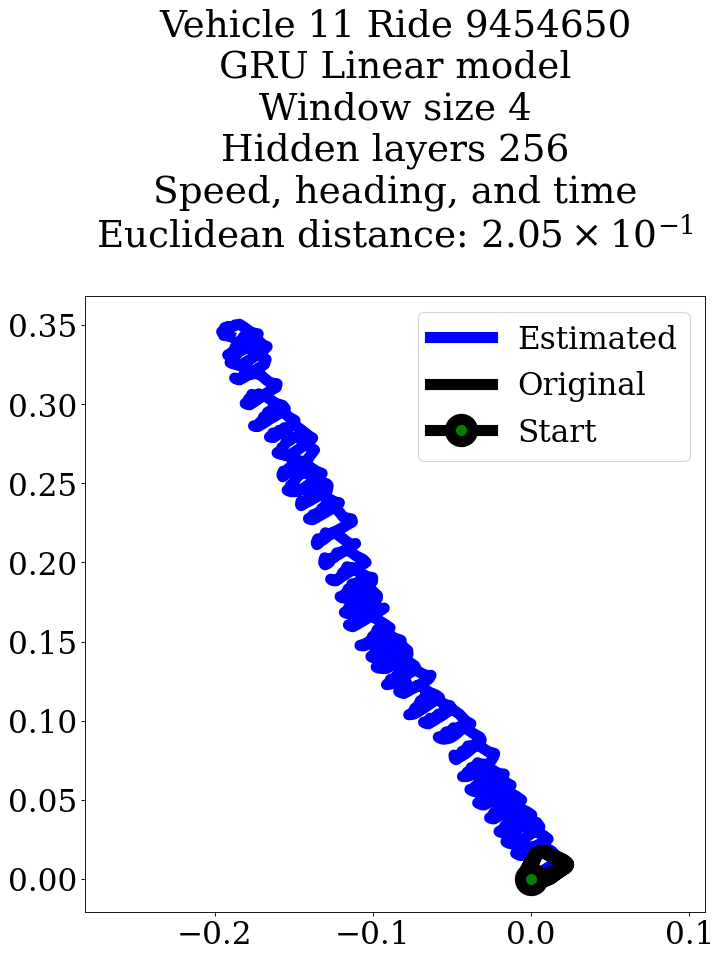 Vehicle 11 Ride 9454650
GRU Linear model
Window size 4
Hidden layers 256
Speed, heading, and time
Euclidean distance: 2.05 × 10⁻¹
Estimated
Original
Start
0.35
0.30
0.25
0.20
0.15
0.10
0.05
0.00
−0.2
−0.1
0.0
0.1